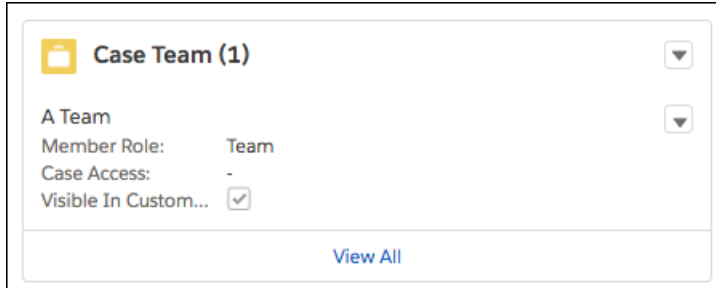 Case Team (1)
A Team
Member Role: Team
Case Access: -
Visible In Custom...
View All